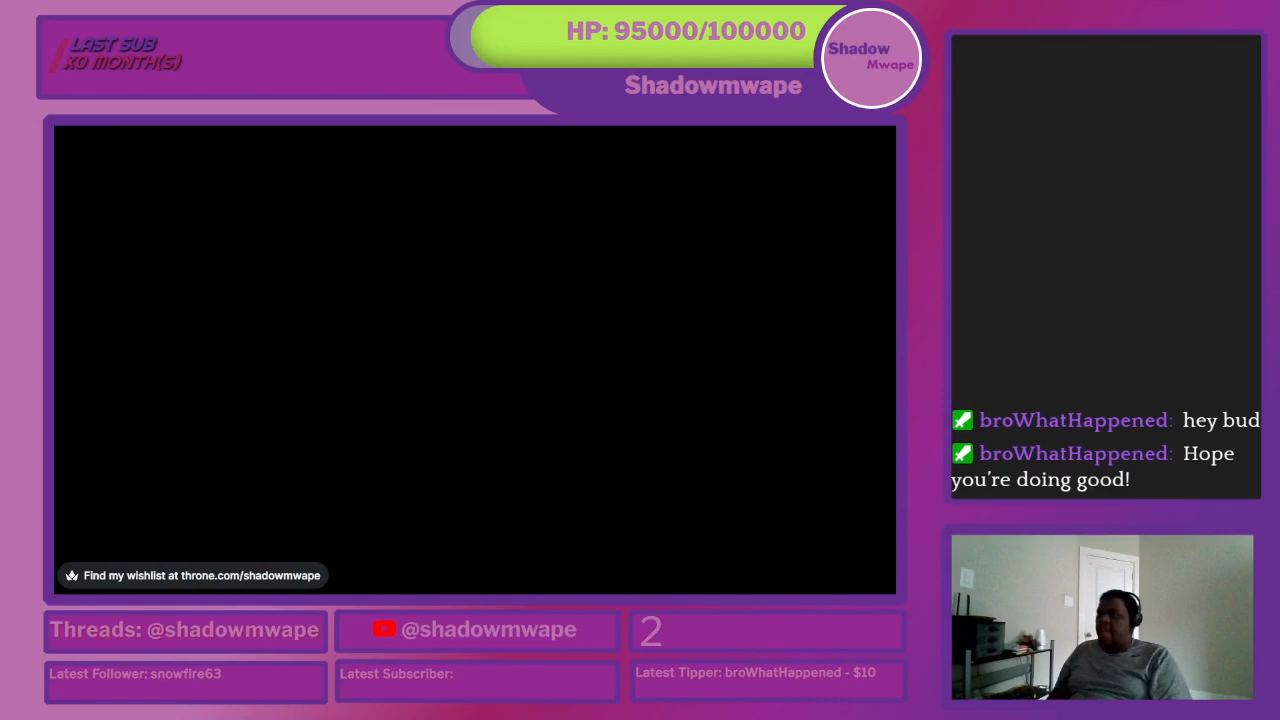 LAST SUB
X0 MONTH(S)
HP: 95000/100000
Shadowmwape
Shadow
Mwape
broWhatHappened: hey bud
broWhatHappened: Hope
you're doing good!
Find my wishlist at throne.com/shadowmwape
Threads: @shadowmwape
@shadowmwape
2
Latest Follower: snowfire63
Latest Subscriber:
Latest Tipper: broWhatHappened - $10